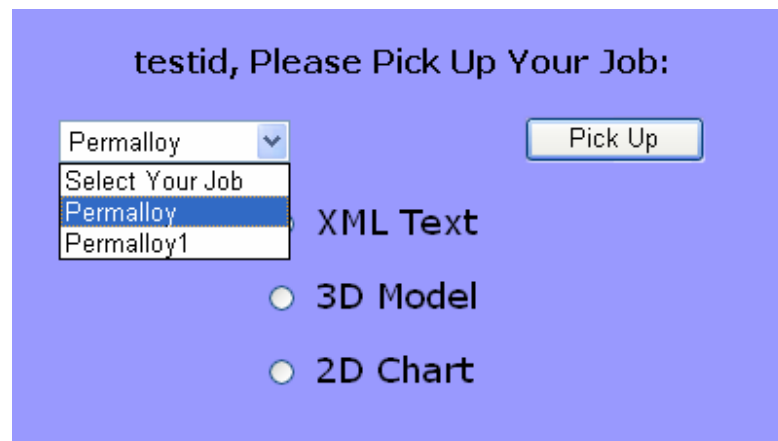 testid, Please Pick Up Your Job:
Permalloy
Pick Up
Select Your Job
Permalloy
Permalloy1
XML Text
3D Model
2D Chart